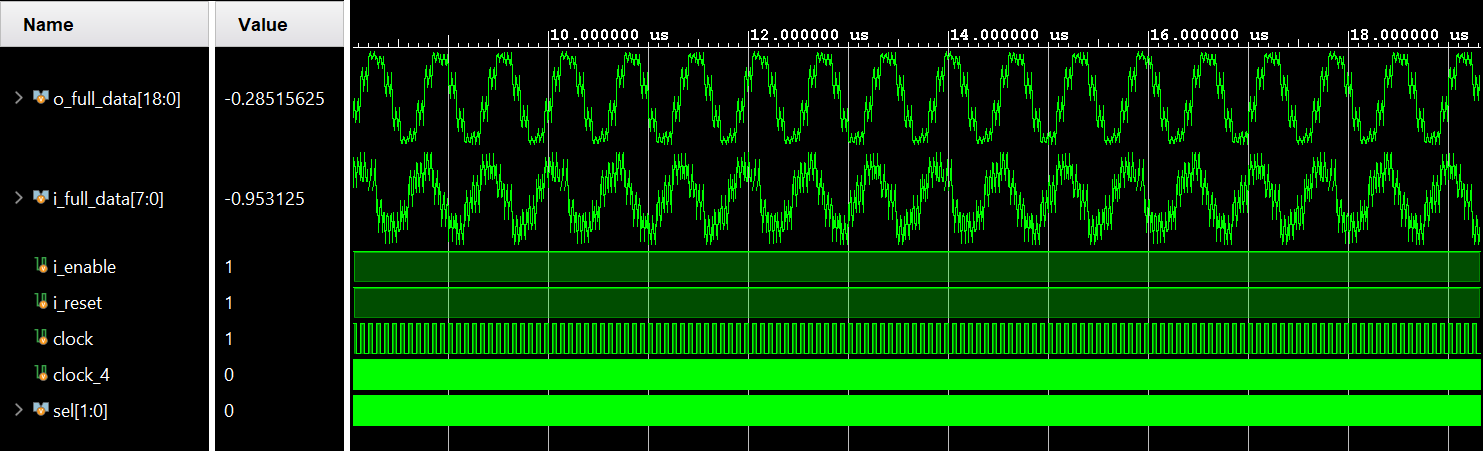 Name Value
10.000000 us 12.000000 us 14.000000 us 16.000000 us 18.000000 us
o_full_data[18:0] -0.28515625
i_full_data[7:0] -0.953125
i_enable 1
i_reset 1
clock 1
clock_4 0
sel[1:0] 0